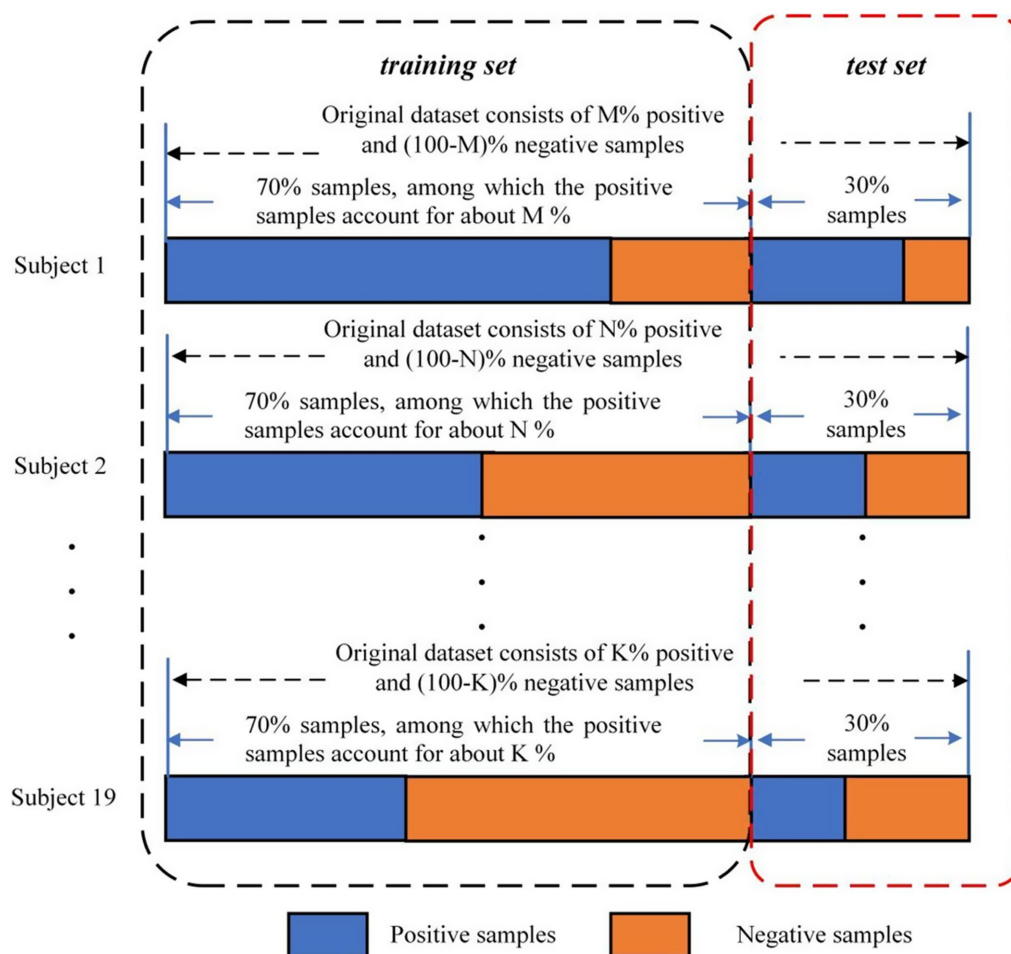 training set
test set
Original dataset consists of M% positive
and (100-M)% negative samples
70% samples, among which the positive
samples account for about M %
30%
samples
Subject 1
Original dataset consists of N% positive
and (100-N)% negative samples
70% samples, among which the positive
samples account for about N %
30%
samples
Subject 2
Original dataset consists of K% positive
and (100-K)% negative samples
70% samples, among which the positive
samples account for about K %
30%
samples
Subject 19
Positive samples
Negative samples